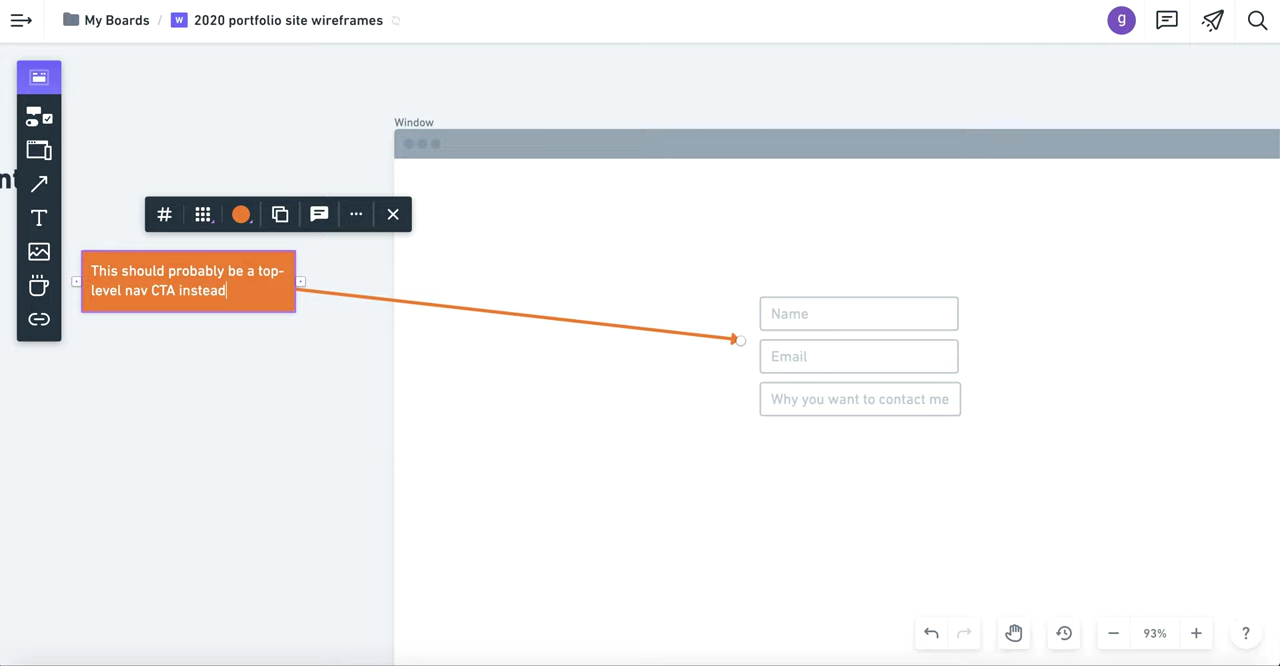 My Boards / W 2020 portfolio site wireframes
g
Window
nt
#
This should probably be a top-
level nav CTA instead
Name
Email
Why you want to contact me
93%
?